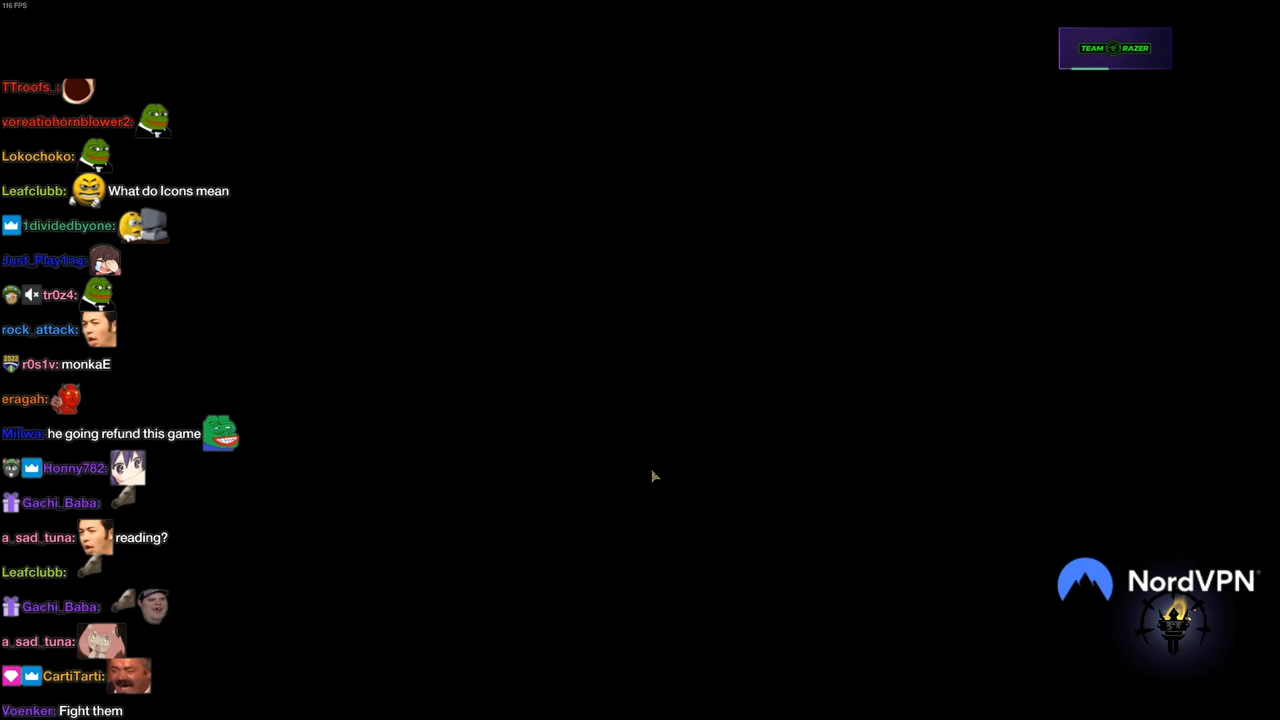 116 FPS
TEAM RAZER
TTroofs_:
voreatiohornblower2:
Lokochoko:
Leafclubb: What do Icons mean
1dividedbyone:
Just_Play1ng:
tr0z4:
rock_attack:
2022 r0s1v: monkaE
eragah:
Millwa: he going refund this game
Honny782:
Gachi_Baba:
a_sad_tuna: reading?
Leafclubb:
NordVPN
Gachi_Baba:
a_sad_tuna:
CartiTarti:
Voenker: Fight them